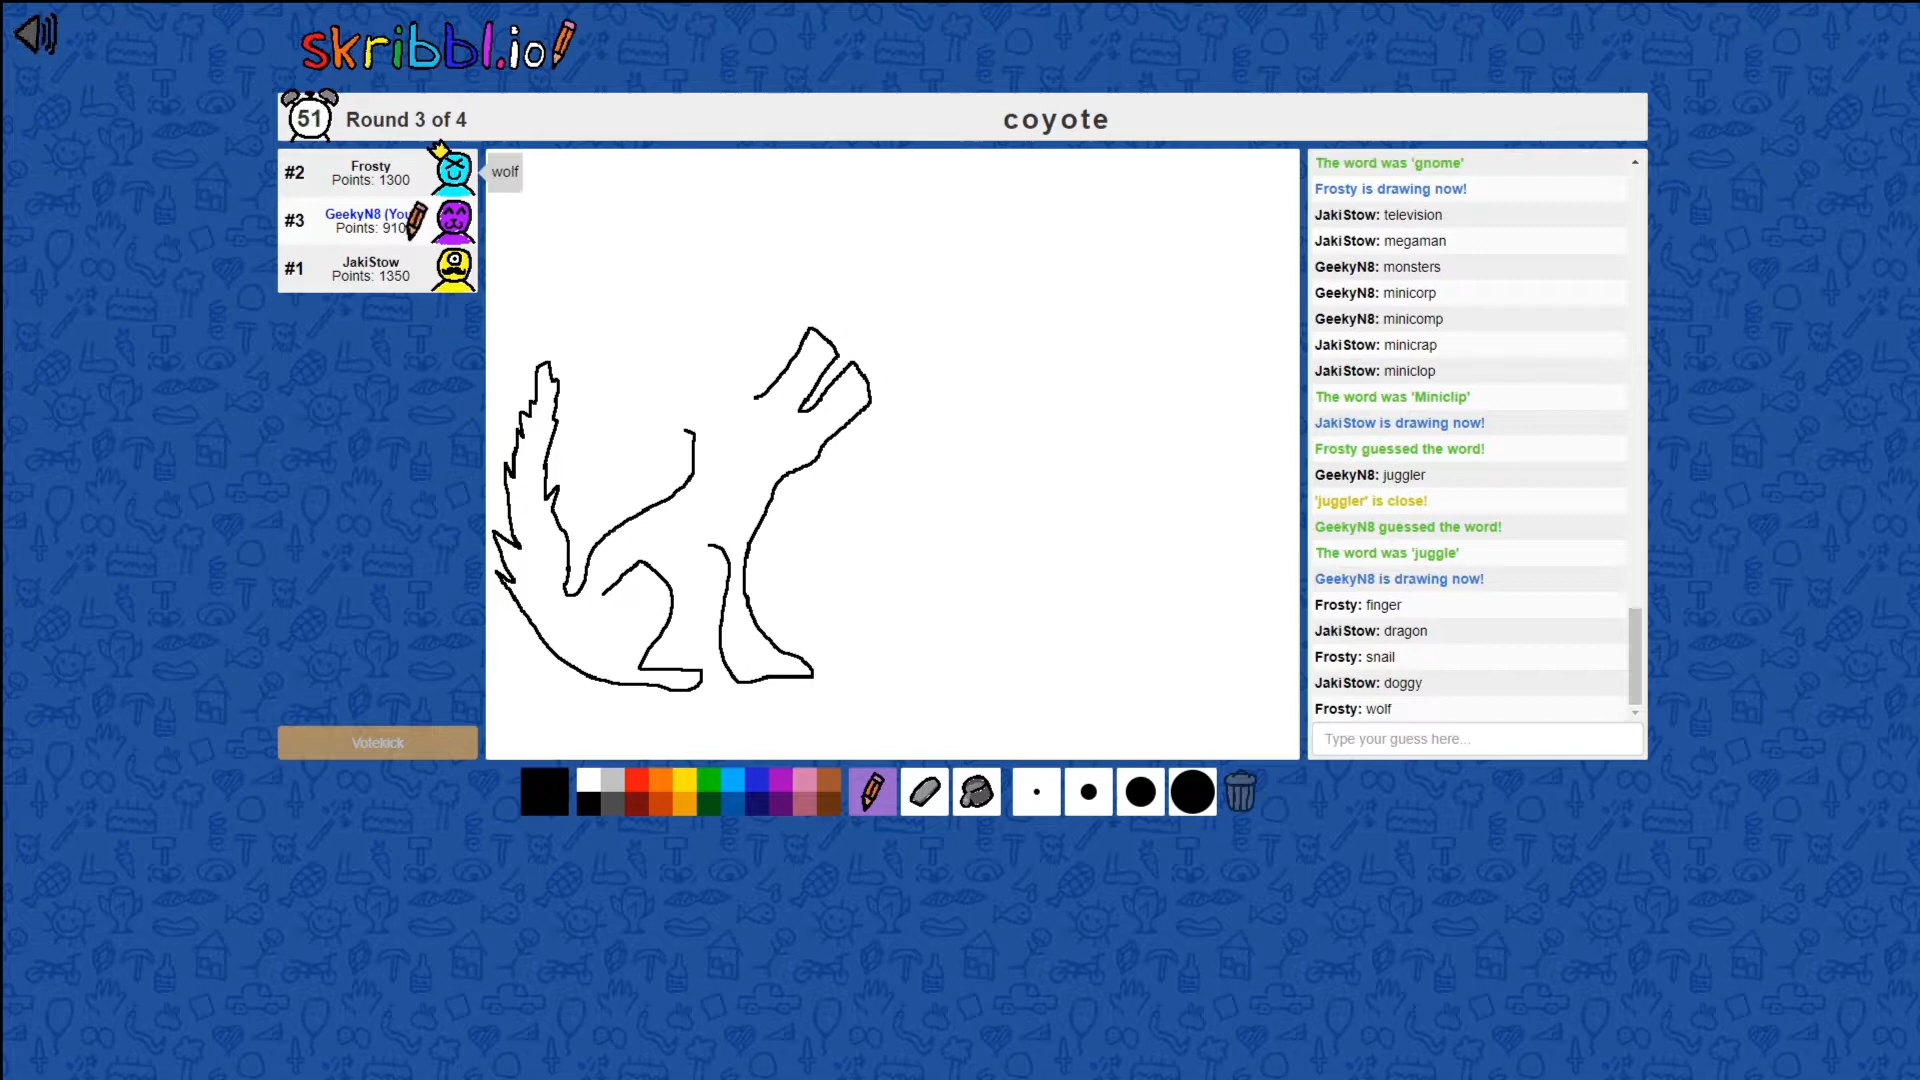 skribbl.io
51
Round 3 of 4
coyote
#2
Frosty
Points: 1300
wolf
#3
GeekyN8 (You
Points: 910
#1
JakiStow
Points: 1350
Votekick
The word was 'gnome'
Frosty is drawing now!
JakiStow: television
JakiStow: megaman
GeekyN8: monsters
GeekyN8: minicorp
GeekyN8: minicomp
JakiStow: minicrap
JakiStow: miniclop
The word was 'Miniclip'
JakiStow is drawing now!
Frosty guessed the word!
GeekyN8: juggler
'juggler' is close!
GeekyN8 guessed the word!
The word was 'juggle'
GeekyN8 is drawing now!
Frosty: finger
JakiStow: dragon
Frosty: snail
JakiStow: doggy
Frosty: wolf
Type your guess here...